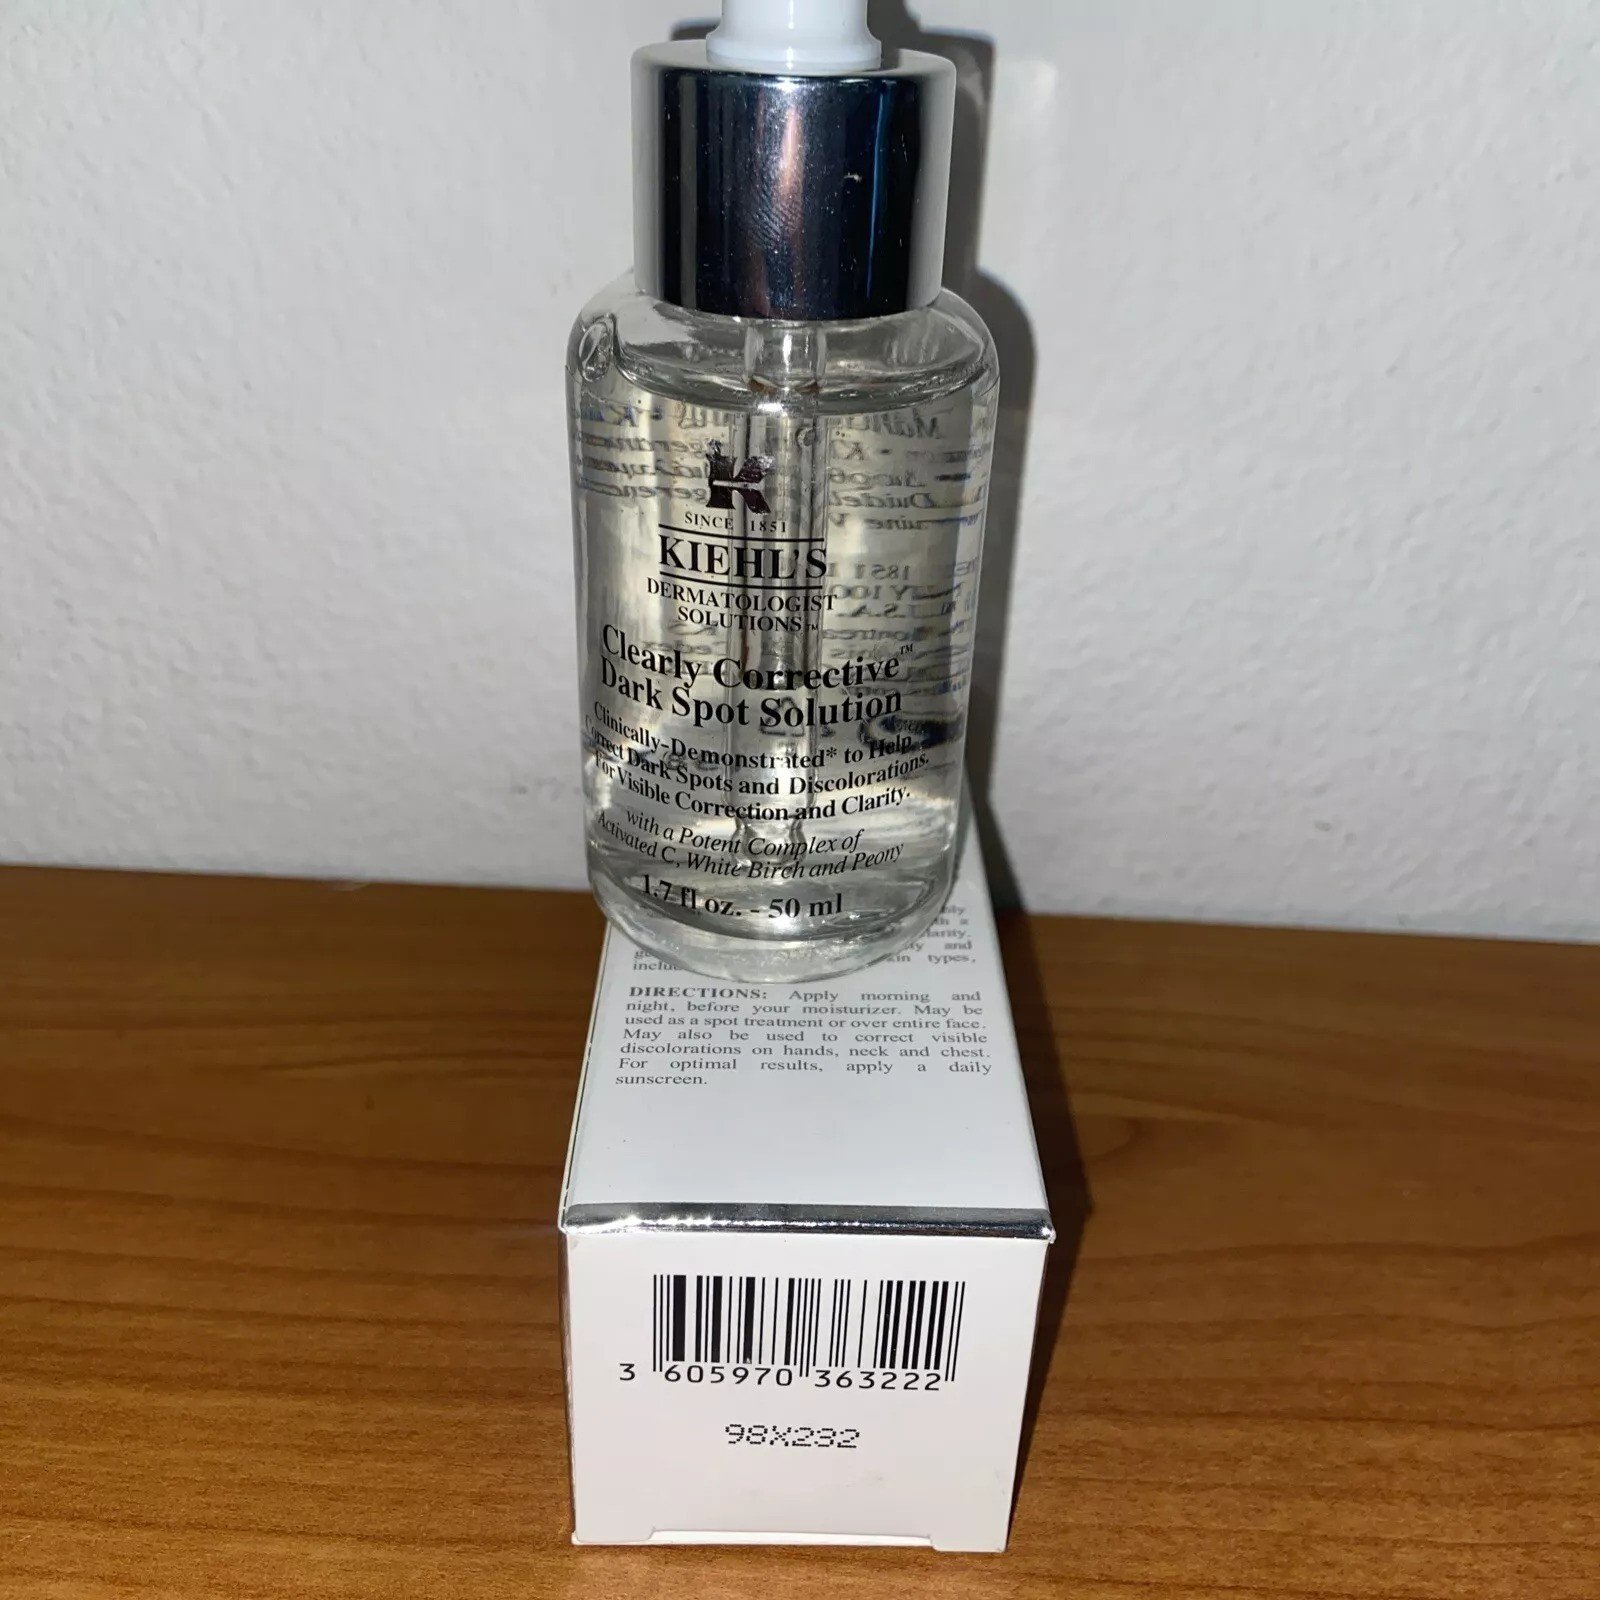 K
SINCE 1851
KIEHL'S
DERMATOLOGIST
SOLUTIONS™
Clearly Corrective™
Dark Spot Solution
Clinically-Demonstrated* to Help
Correct Dark Spots and Discolorations.
For Visible Correction and Clarity.
with a Potent Complex of
Activated C, White Birch and Peony
1.7 fl oz. - 50 ml
and
types,
DIRECTIONS: Apply morning and
night, before your moisturizer. May be
used as a spot treatment or over entire face.
May also be used to correct visible
discolorations on hands, neck and chest.
For optimal results, apply a daily
sunscreen.
3 605970 363222
98X232